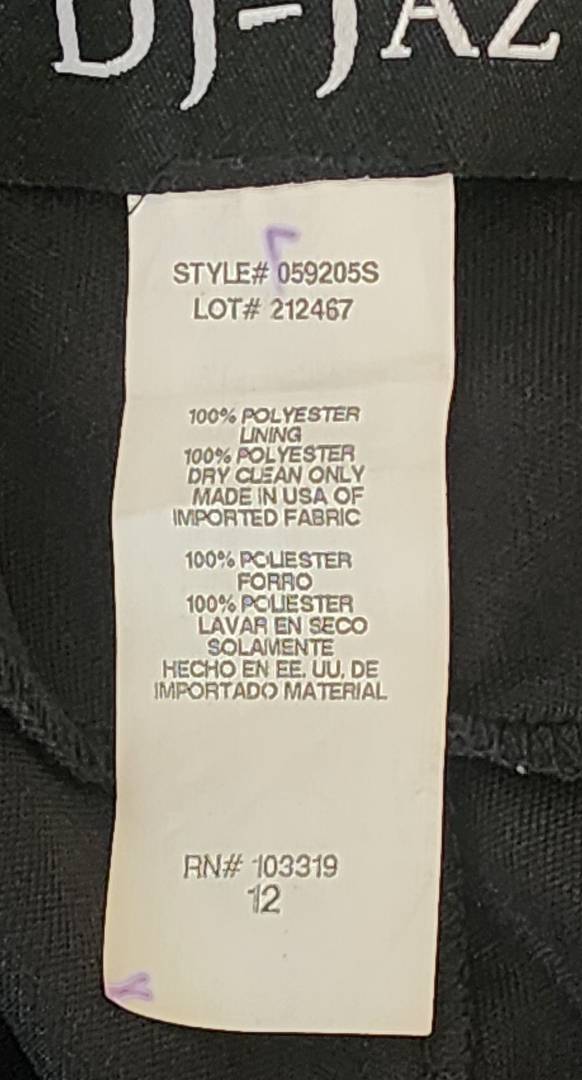 DJ-JAZ
STYLE# 059205S
LOT# 212467
100% POLYESTER
LINING
100% POLYESTER
DRY CLEAN ONLY
MADE IN USA OF
IMPORTED FABRIC
100% POLIESTER
FORRO
100% POLIESTER
LAVAR EN SECO
SOLAMENTE
HECHO EN EE. UU. DE
IMPORTADO MATERIAL
RN# 103319
12